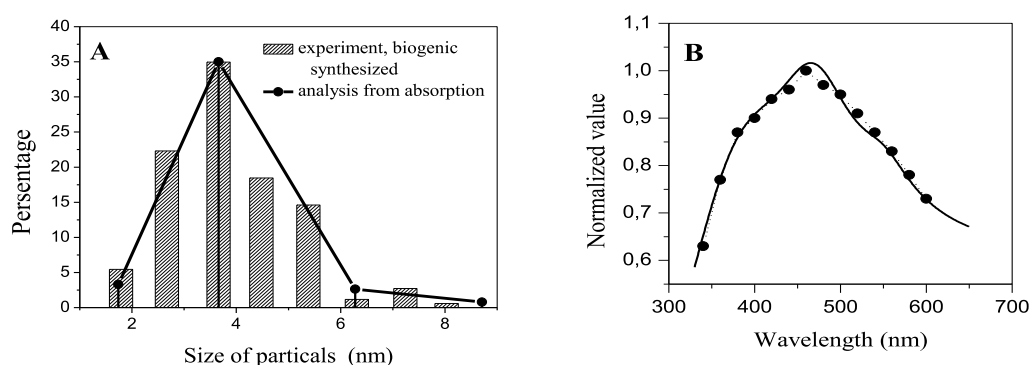 A
experiment, biogenic
synthesized
analysis from absorption
40
35
30
25
20
15
10
5
0
2
4
6
8
Persentage
Size of particals (nm)
B
1,1
1,0
0,9
0,8
0,7
0,6
300
400
500
600
700
Normalized value
Wavelength (nm)